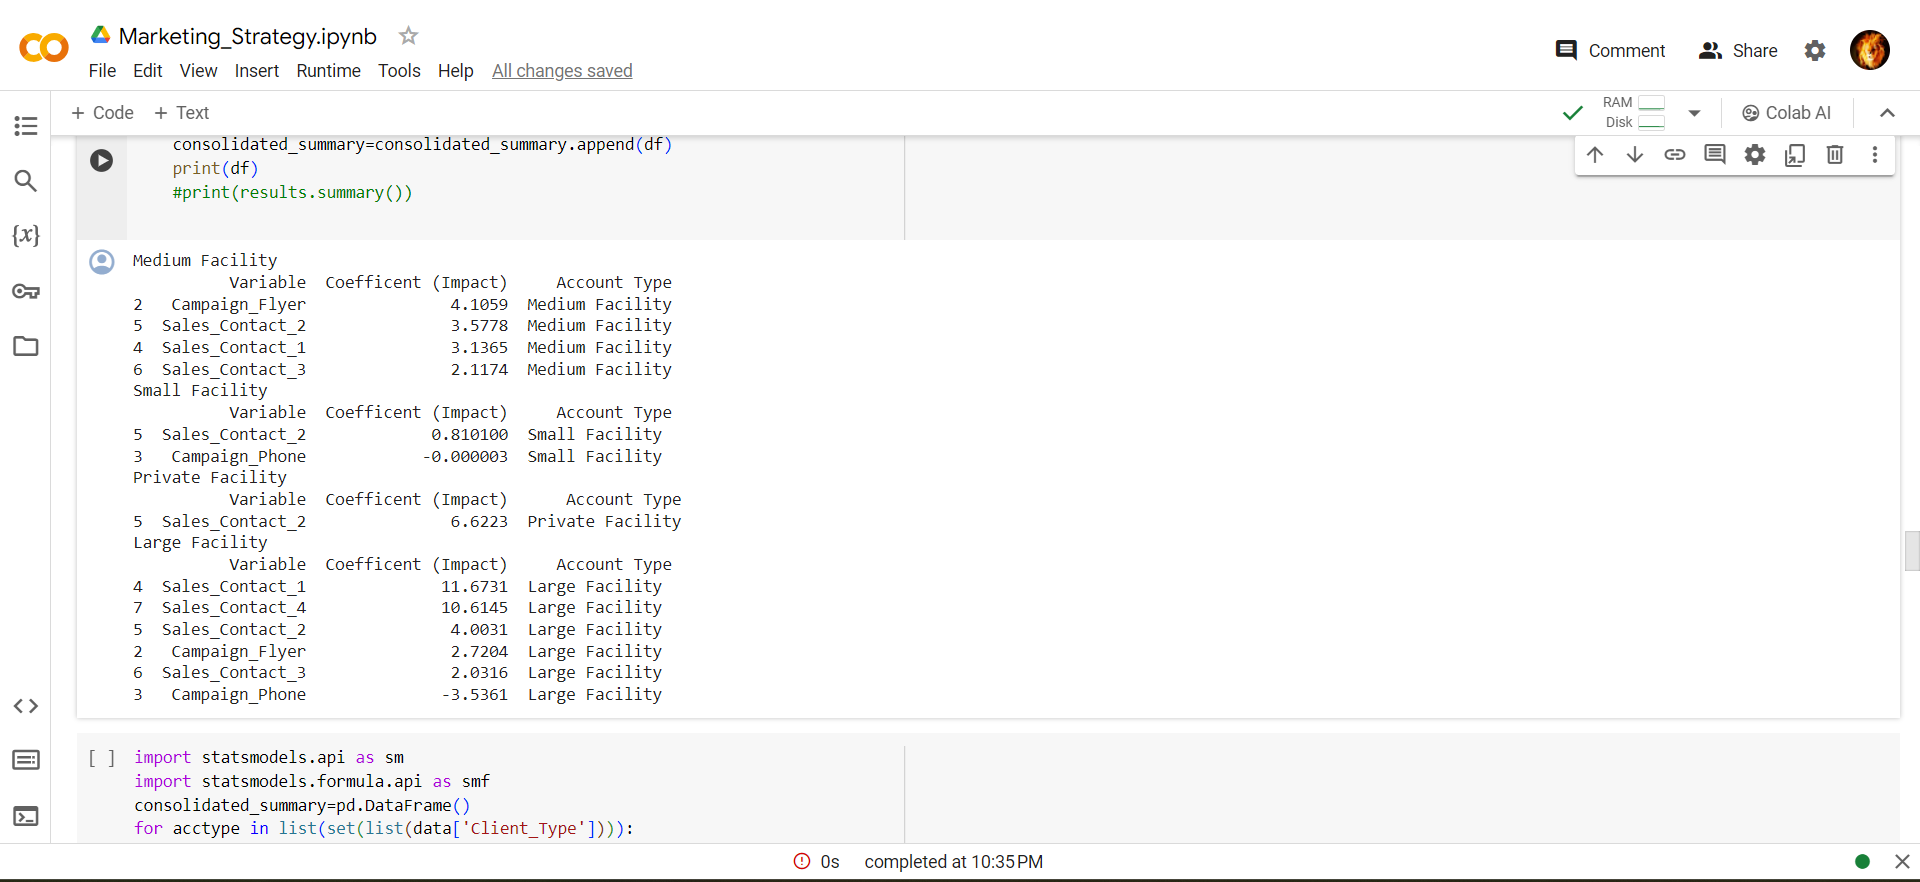 Marketing_Strategy.ipynb
File Edit View Insert Runtime Tools Help All changes saved
Comment Share
+ Code + Text
RAM
Disk
Colab AI
consolidated_summary=consolidated_summary.append(df)
print(df)
#print(results.summary())
{x}
Medium Facility
Variable Coefficent (Impact) Account Type
2 Campaign_Flyer 4.1059 Medium Facility
5 Sales_Contact_2 3.5778 Medium Facility
4 Sales_Contact_1 3.1365 Medium Facility
6 Sales_Contact_3 2.1174 Medium Facility
Small Facility
Variable Coefficent (Impact) Account Type
5 Sales_Contact_2 0.810100 Small Facility
3 Campaign_Phone -0.000003 Small Facility
Private Facility
Variable Coefficent (Impact) Account Type
5 Sales_Contact_2 6.6223 Private Facility
Large Facility
Variable Coefficent (Impact) Account Type
4 Sales_Contact_1 11.6731 Large Facility
7 Sales_Contact_4 10.6145 Large Facility
5 Sales_Contact_2 4.0031 Large Facility
2 Campaign_Flyer 2.7204 Large Facility
6 Sales_Contact_3 2.0316 Large Facility
3 Campaign_Phone -3.5361 Large Facility
[ ] import statsmodels.api as sm
import statsmodels.formula.api as smf
consolidated_summary=pd.DataFrame()
for acctype in list(set(list(data['Client_Type']))):
0s completed at 10:35 PM